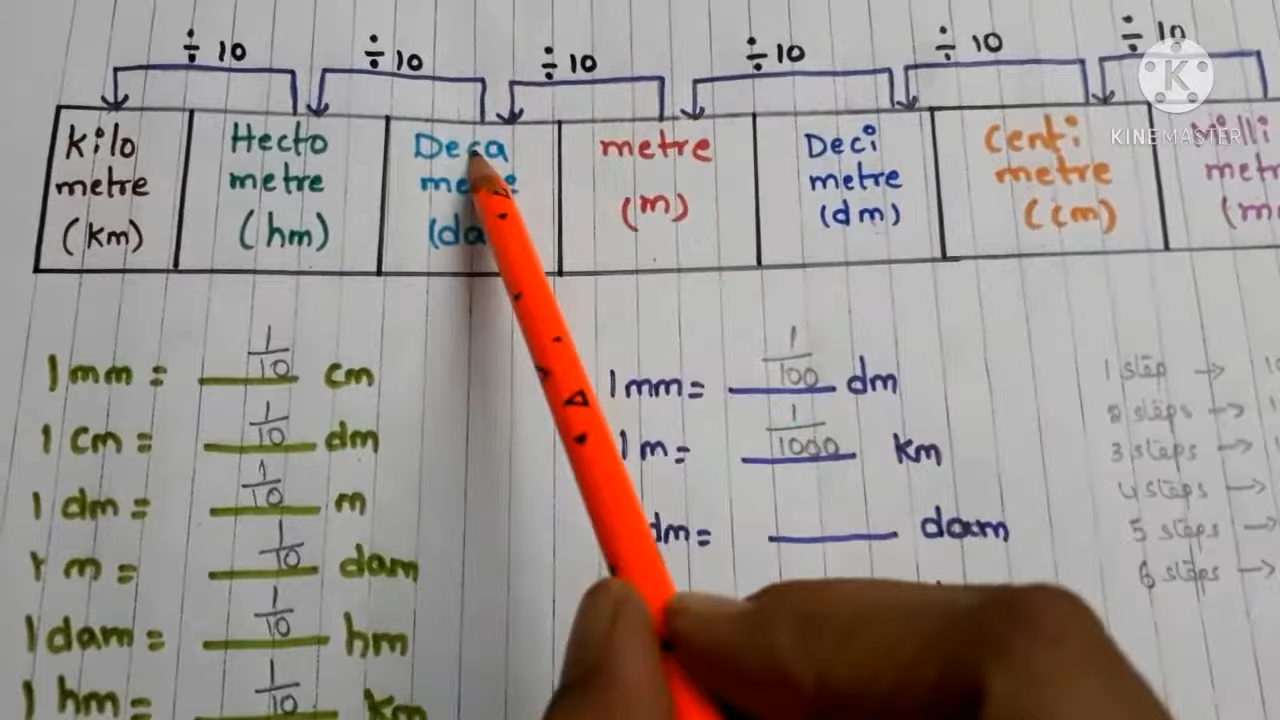 ÷ 10 ÷ 10 ÷ 10 ÷ 10 ÷ 10 ÷ 10
KINEMASTER
Kilo metre (km)
Hecto metre (hm)
Deca
metre (m)
Deci metre (dm)
Centi metre (cm)
Milli
1 mm = 1/10 cm
1 cm = 1/10 dm
1 dm = 1/10 m
1 m = 1/10 dam
1 dam = 1/10 hm
1 hm = 1/10 km
1 mm = 1/100 dm
1 m = 1/1000 km
dm = ____ dam
1 step →
2 steps →
3 steps →
4 steps →
5 steps →
6 steps →